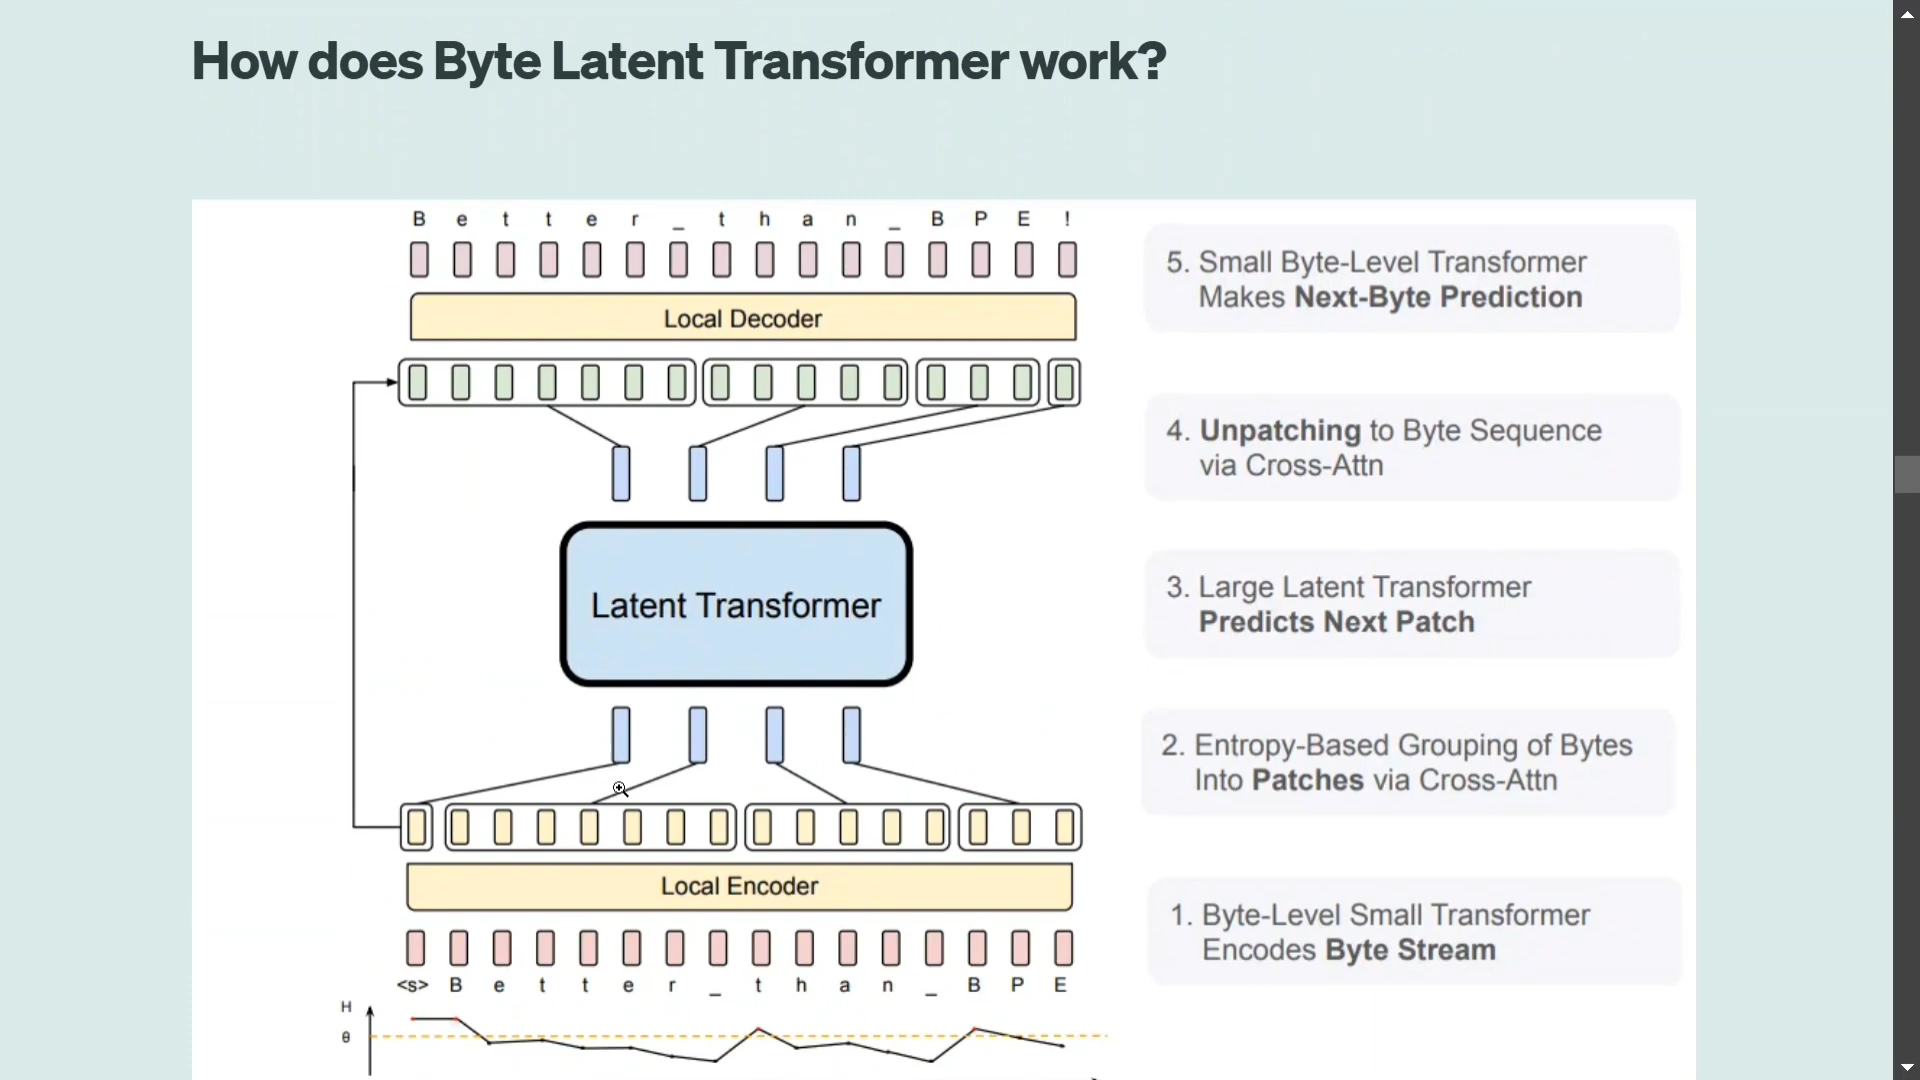 How does Byte Latent Transformer work?
B e t t e r _ t h a n _ B P E !
Local Decoder
Latent Transformer
Local Encoder
<s> B e t t e r _ t h a n _ B P E
H
θ
5. Small Byte-Level Transformer
Makes Next-Byte Prediction
4. Unpatching to Byte Sequence
via Cross-Attn
3. Large Latent Transformer
Predicts Next Patch
2. Entropy-Based Grouping of Bytes
Into Patches via Cross-Attn
1. Byte-Level Small Transformer
Encodes Byte Stream